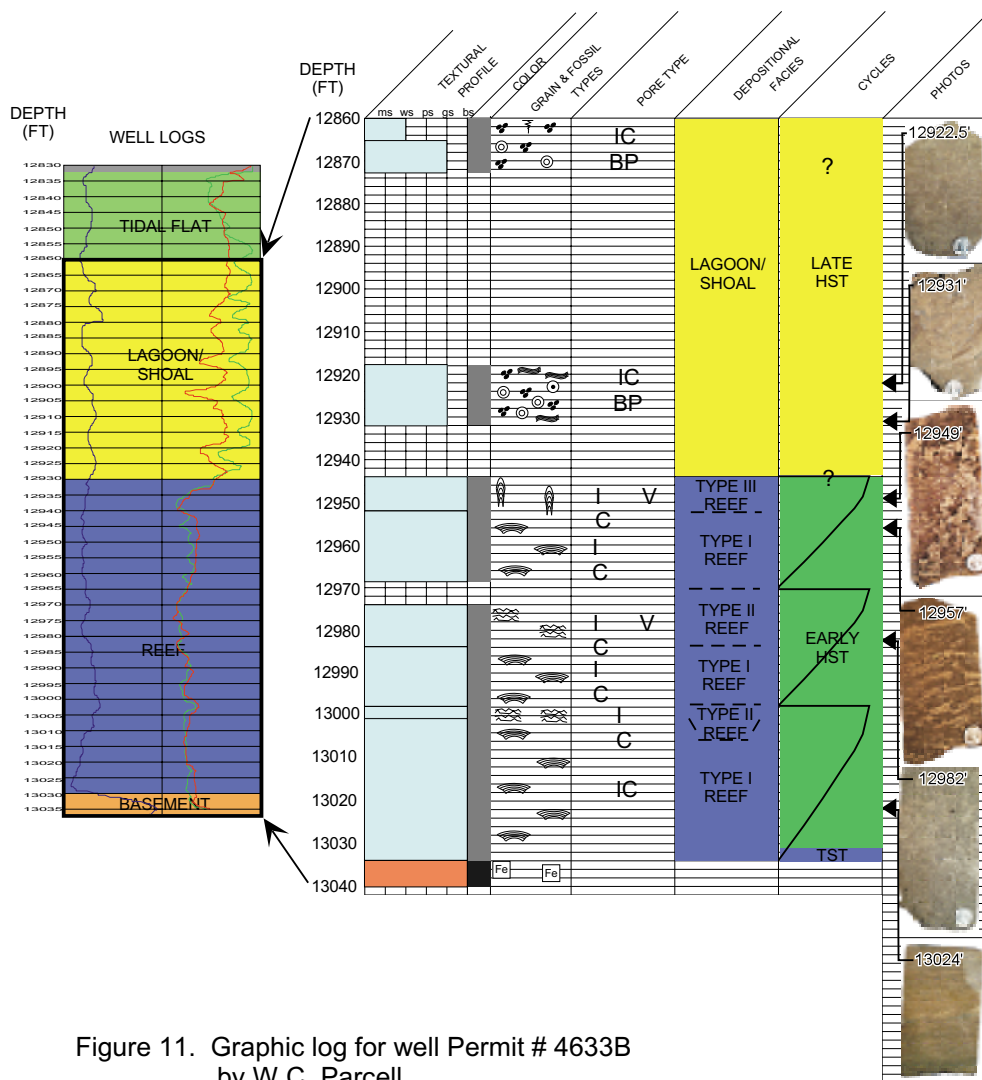 DEPTH
(FT)
WELL LOGS
12830
12835
12840
12845
12850
12855
12860
12865
12870
12875
12880
12885
12890
12895
12900
12905
12910
12915
12920
12925
12930
12935
12940
12945
12950
12955
12960
12965
12970
12975
12980
12985
12990
12995
13000
13005
13010
13015
13020
13025
13030
13035
TIDAL FLAT
LAGOON/
SHOAL
REEF
BASEMENT
DEPTH
(FT)
TEXTURAL
PROFILE
COLOR
GRAIN & FOSSIL
TYPES
PORE TYPE
DEPOSITIONAL
FACIES
CYCLES
PHOTOS
ms ws ps gs bs
12860
12870
12880
12890
12900
12910
12920
12930
12940
12950
12960
12970
12980
12990
13000
13010
13020
13030
13040
Fe Fe
IC
BP
IC
BP
I V
C
I
C
I V
C
I
C
I
C
IC
LAGOON/
SHOAL
TYPE III
REEF
TYPE I
REEF
TYPE II
REEF
TYPE I
REEF
TYPE II
REEF
TYPE I
REEF
?
LATE
HST
?
EARLY
HST
TST
12922.5'
12931'
12949'
12957'
12982'
13024'
Figure 11. Graphic log for well Permit # 4633B
by W.C. Parcell